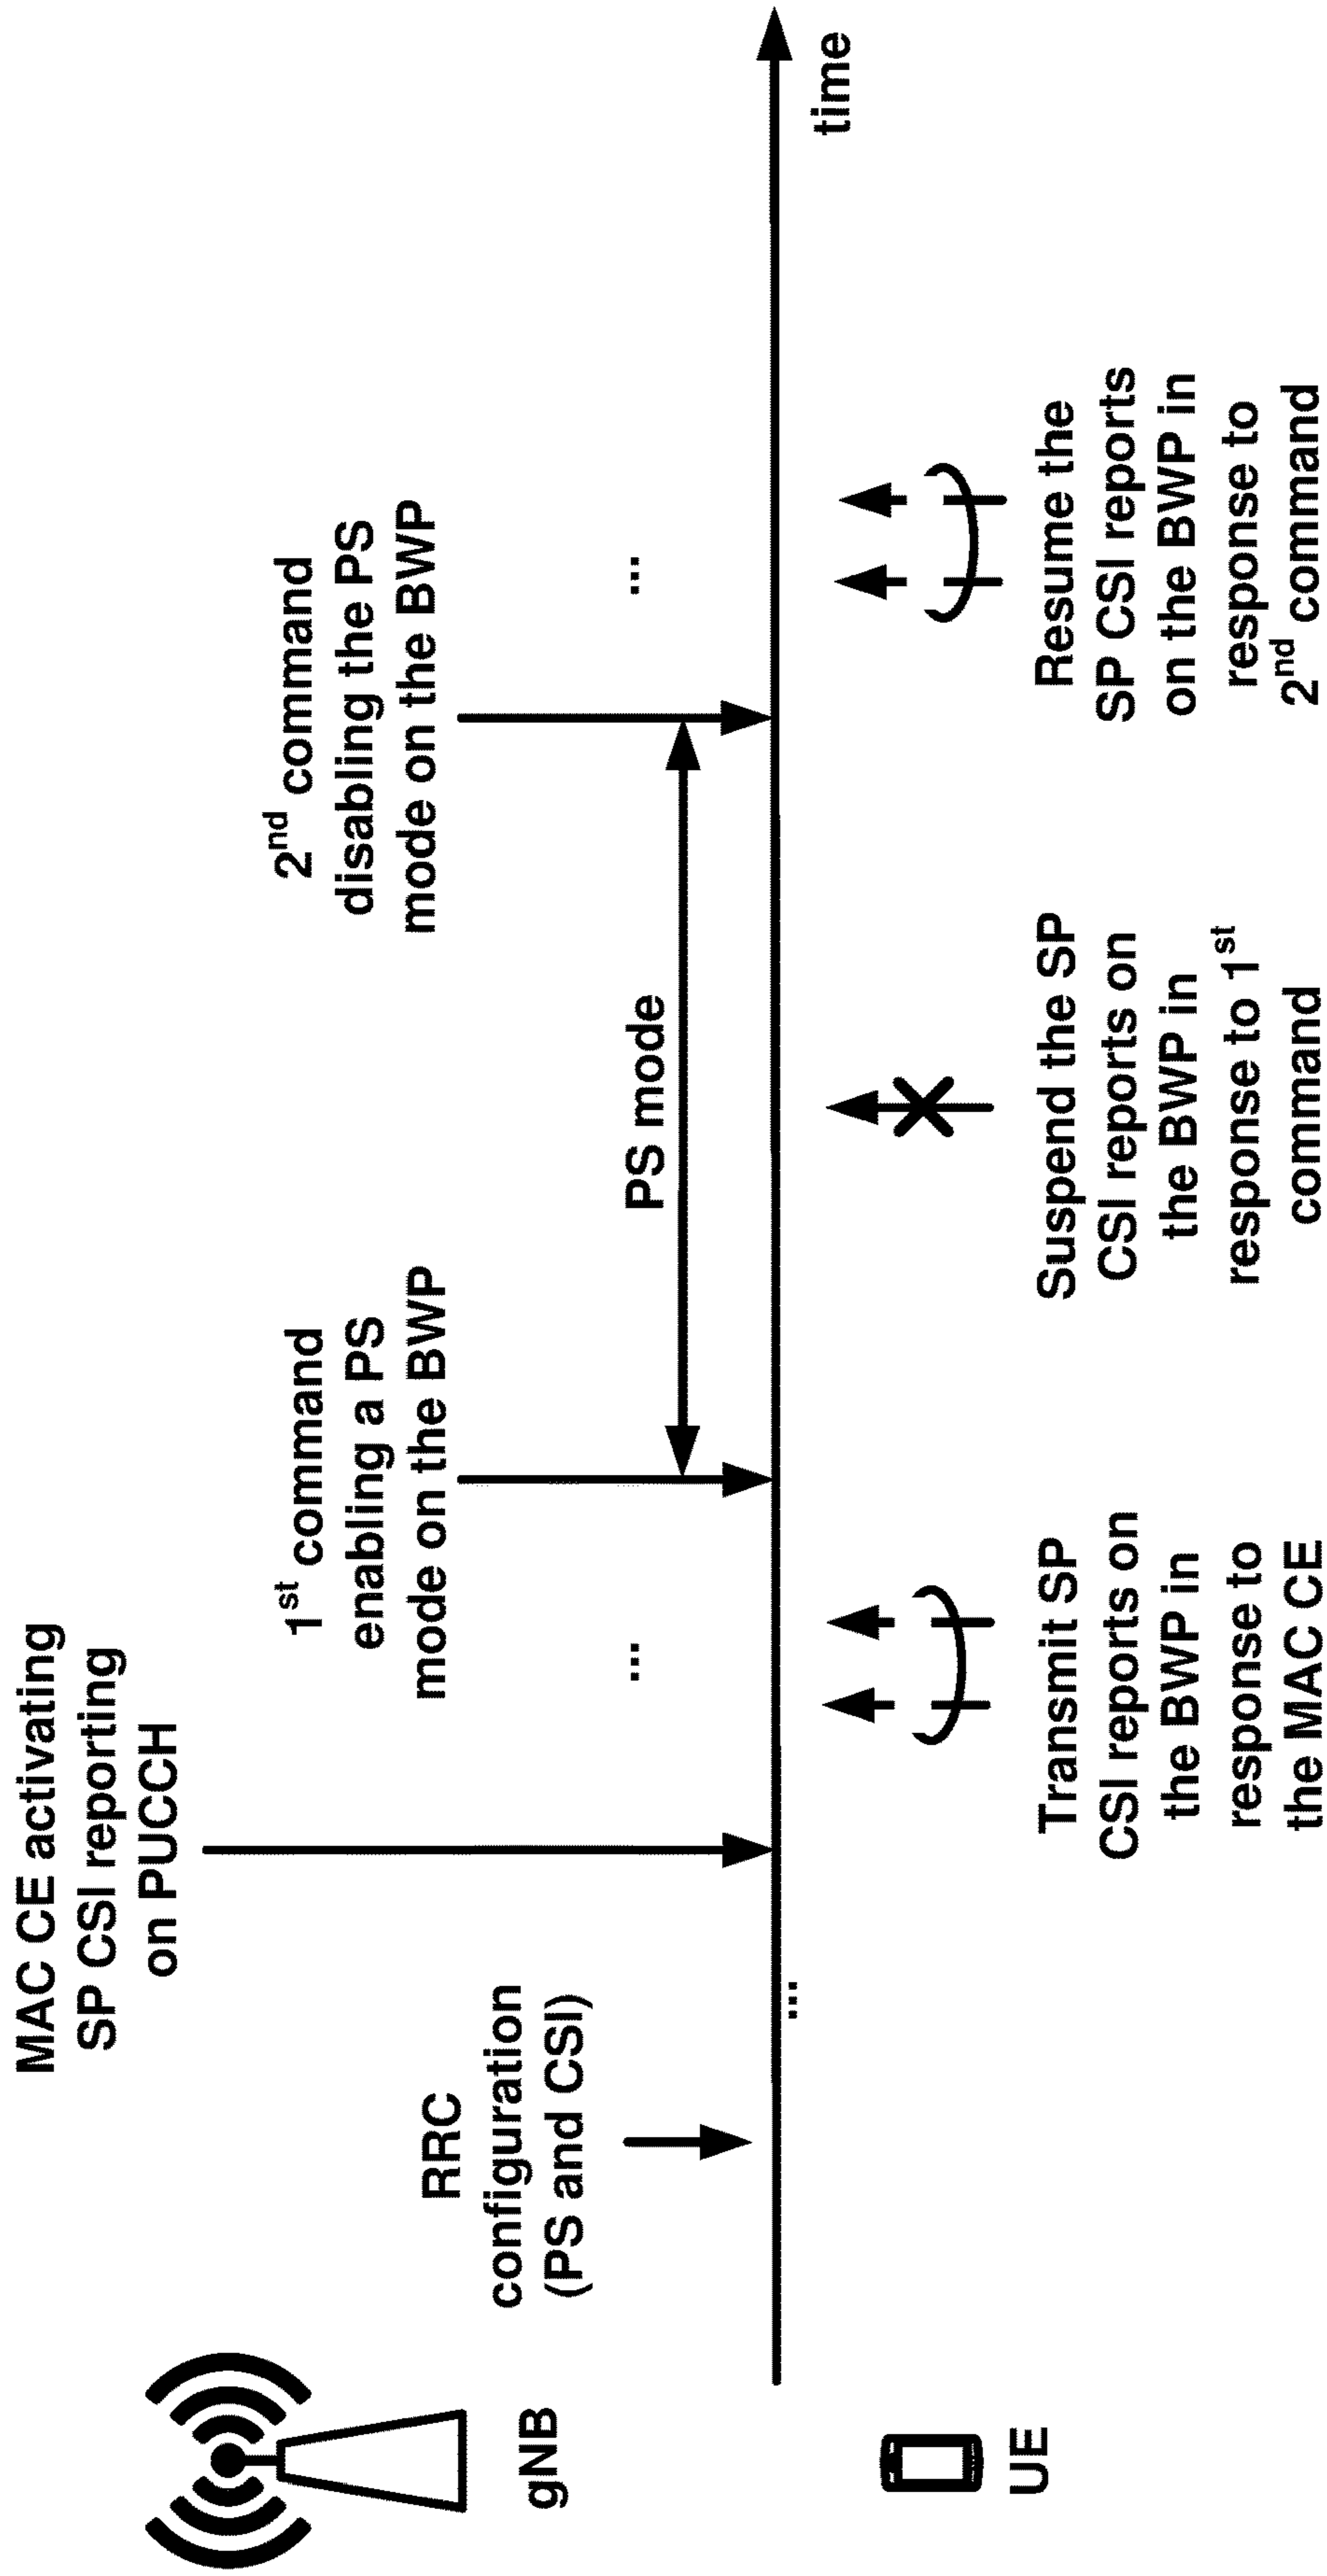 MAC CE activating
SP CSI reporting
on PUCCH
RRC
configuration
(PS and CSI)
1st command
enabling a PS
mode on the BWP
2nd command
disabling the PS
mode on the BWP
...
...
PS mode
...
time
gNB
UE
Transmit SP
CSI reports on
the BWP in
response to
the MAC CE
Suspend the SP
CSI reports on
the BWP in
response to 1st
command
Resume the
SP CSI reports
on the BWP in
response to
2nd command